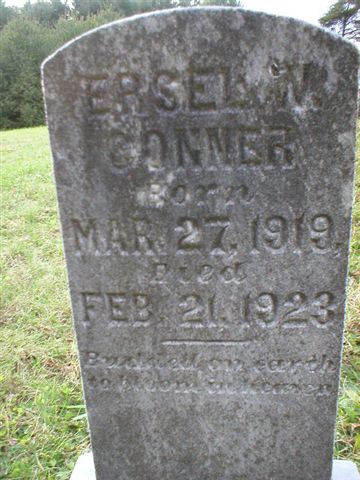 ERSEL W.
CONNER
Born
MAR. 27, 1919.
Died
FEB. 21, 1923
Budded on earth
to bloom in Heaven